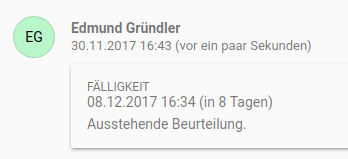 EG
Edmund Gründler
30.11.2017 16:43 (vor ein paar Sekunden)
FÄLLIGKEIT
08.12.2017 16:34 (in 8 Tagen)
Ausstehende Beurteilung.